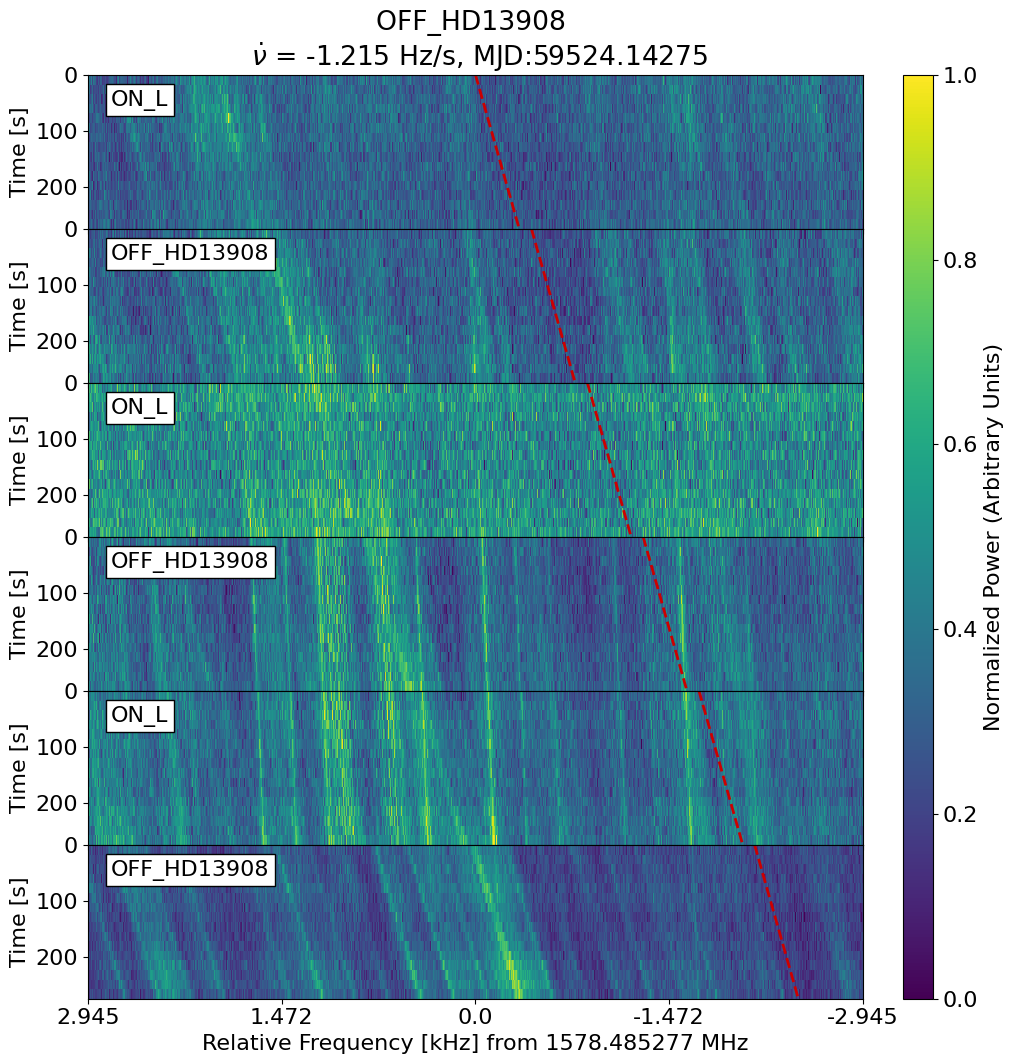 OFF_HD13908
ν̇ = -1.215 Hz/s, MJD:59524.14275
ON_L
OFF_HD13908
ON_L
OFF_HD13908
ON_L
OFF_HD13908
Time [s]
0
100
200
Time [s]
0
100
200
Time [s]
0
100
200
Time [s]
0
100
200
Time [s]
0
100
200
Time [s]
0
100
200
2.945 1.472 0.0 -1.472 -2.945
Relative Frequency [kHz] from 1578.485277 MHz
1.0
0.8
0.6
0.4
0.2
0.0
Normalized Power (Arbitrary Units)